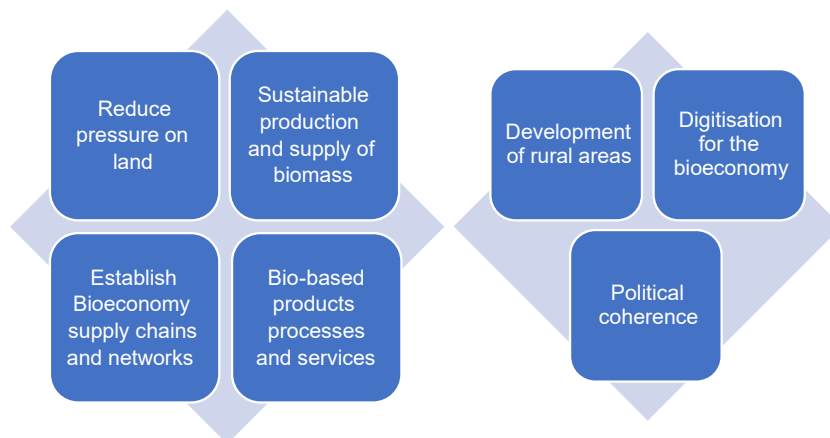 Reduce
pressure on
land
Sustainable
production
and supply of
biomass
Establish
Bioeconomy
supply chains
and networks
Bio-based
products
processes
and services
Development
of rural areas
Digitisation
for the
bioeconomy
Political
coherence